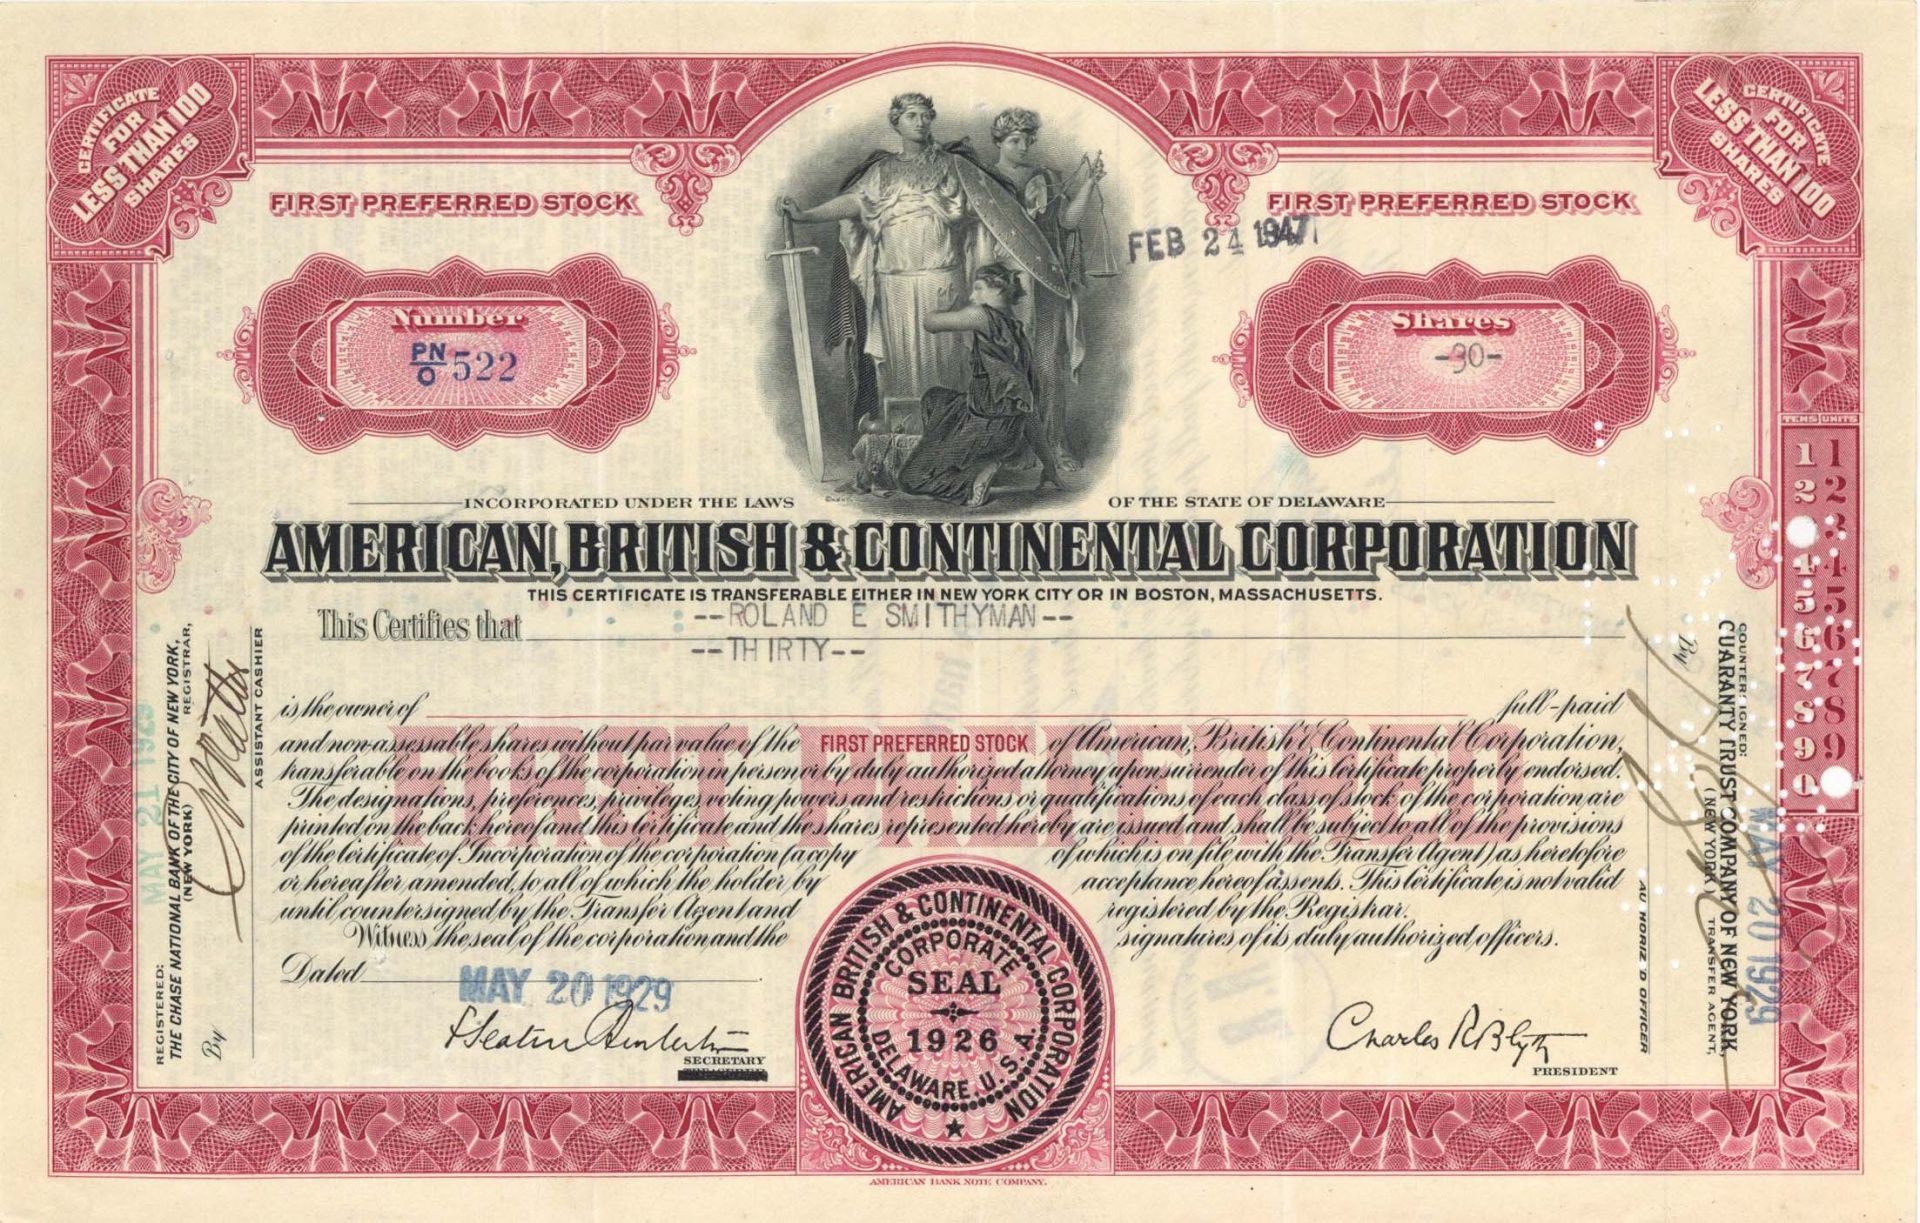 CERTIFICATE
FOR
LESS THAN 100
SHARES
CERTIFICATE
FOR
LESS THAN 100
SHARES
FIRST PREFERRED STOCK
FIRST PREFERRED STOCK
FEB 24 1947
Number
PN/O 522
Shares
-30-
TENS UNITS
1 1
2 2
3
4 4
5 5
6 6
7 7
8 8
9 9
0
INCORPORATED UNDER THE LAWS OF THE STATE OF DELAWARE
AMERICAN, BRITISH & CONTINENTAL CORPORATION
THIS CERTIFICATE IS TRANSFERABLE EITHER IN NEW YORK CITY OR IN BOSTON, MASSACHUSETTS.
This Certifies that --ROLAND E SMITHYMAN--
--THIRTY--
is the owner of full-paid
and non-assessable shares without par value of the FIRST PREFERRED STOCK of American, British & Continental Corporation,
transferable on the books of the corporation in person or by duly authorized attorney upon surrender of this certificate properly endorsed.
The designations, preferences, privileges, voting powers and restrictions or qualifications of each class of stock of the corporation are
printed on the back hereof and this certificate and the shares represented hereby are issued and shall be subject to all of the provisions
of the Certificate of Incorporation of the corporation (a copy of which is on file with the Transfer Agent) as heretofore
or hereafter amended, to all of which the holder by acceptance hereof assents. This certificate is not valid
until countersigned by the Transfer Agent and registered by the Registrar.
Witness the seal of the corporation and the signatures of its duly authorized officers.
Dated MAY 20 1929
SECRETARY
Charles R Blyth
PRESIDENT
AMERICAN BRITISH & CONTINENTAL CORPORATION
CORPORATE
SEAL
1926
DELAWARE, U.S.A.
FIRST PREFERRED
REGISTERED:
THE CHASE NATIONAL BANK OF THE CITY OF NEW YORK,
(NEW YORK) REGISTRAR,
By
ASSISTANT CASHIER
MAY 21 1929
COUNTERSIGNED:
GUARANTY TRUST COMPANY OF NEW YORK,
(NEW YORK) TRANSFER AGENT,
By
AUTHORIZED OFFICER
MAY 20 1929
AMERICAN BANK NOTE COMPANY.